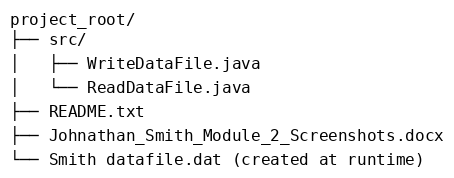 project_root/
├── src/
│   ├── WriteDataFile.java
│   └── ReadDataFile.java
├── README.txt
├── Johnathan_Smith_Module_2_Screenshots.docx
└── Smith datafile.dat (created at runtime)